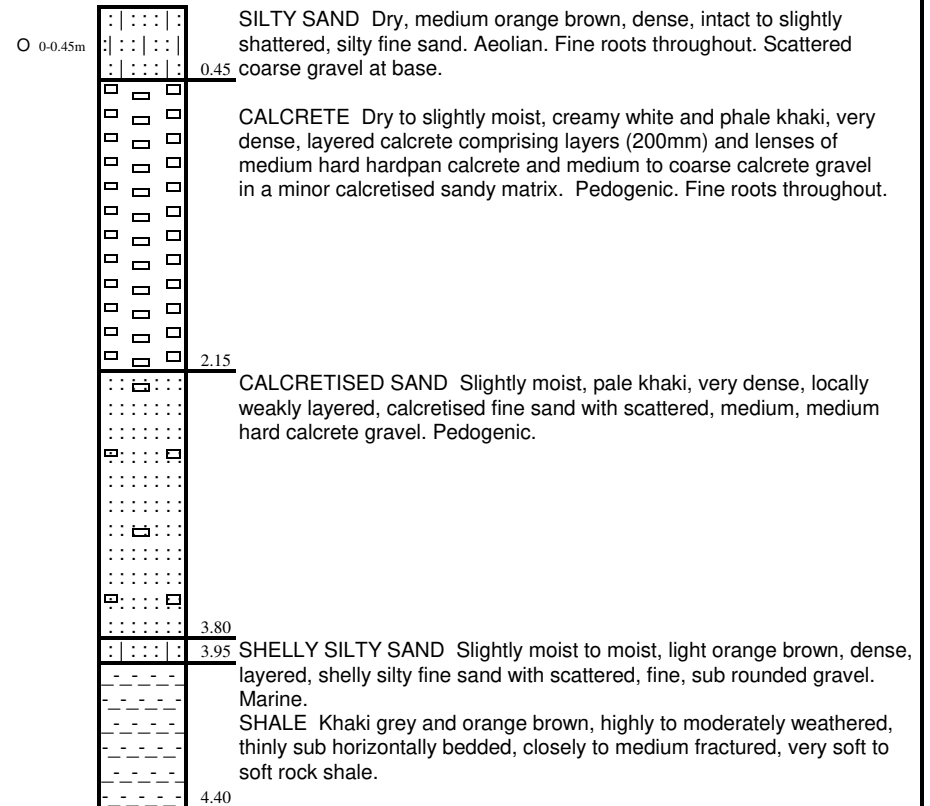 SILTY SAND Dry, medium orange brown, dense, intact to slightly
O 0-0.45m shattered, silty fine sand. Aeolian. Fine roots throughout. Scattered
0.45 coarse gravel at base.
CALCRETE Dry to slightly moist, creamy white and phale khaki, very
dense, layered calcrete comprising layers (200mm) and lenses of
medium hard hardpan calcrete and medium to coarse calcrete gravel
in a minor calcretised sandy matrix. Pedogenic. Fine roots throughout.
2.15
CALCRETISED SAND Slightly moist, pale khaki, very dense, locally
weakly layered, calcretised fine sand with scattered, medium, medium
hard calcrete gravel. Pedogenic.
3.80
3.95 SHELLY SILTY SAND Slightly moist to moist, light orange brown, dense,
layered, shelly silty fine sand with scattered, fine, sub rounded gravel.
Marine.
SHALE Khaki grey and orange brown, highly to moderately weathered,
thinly sub horizontally bedded, closely to medium fractured, very soft to
soft rock shale.
4.40